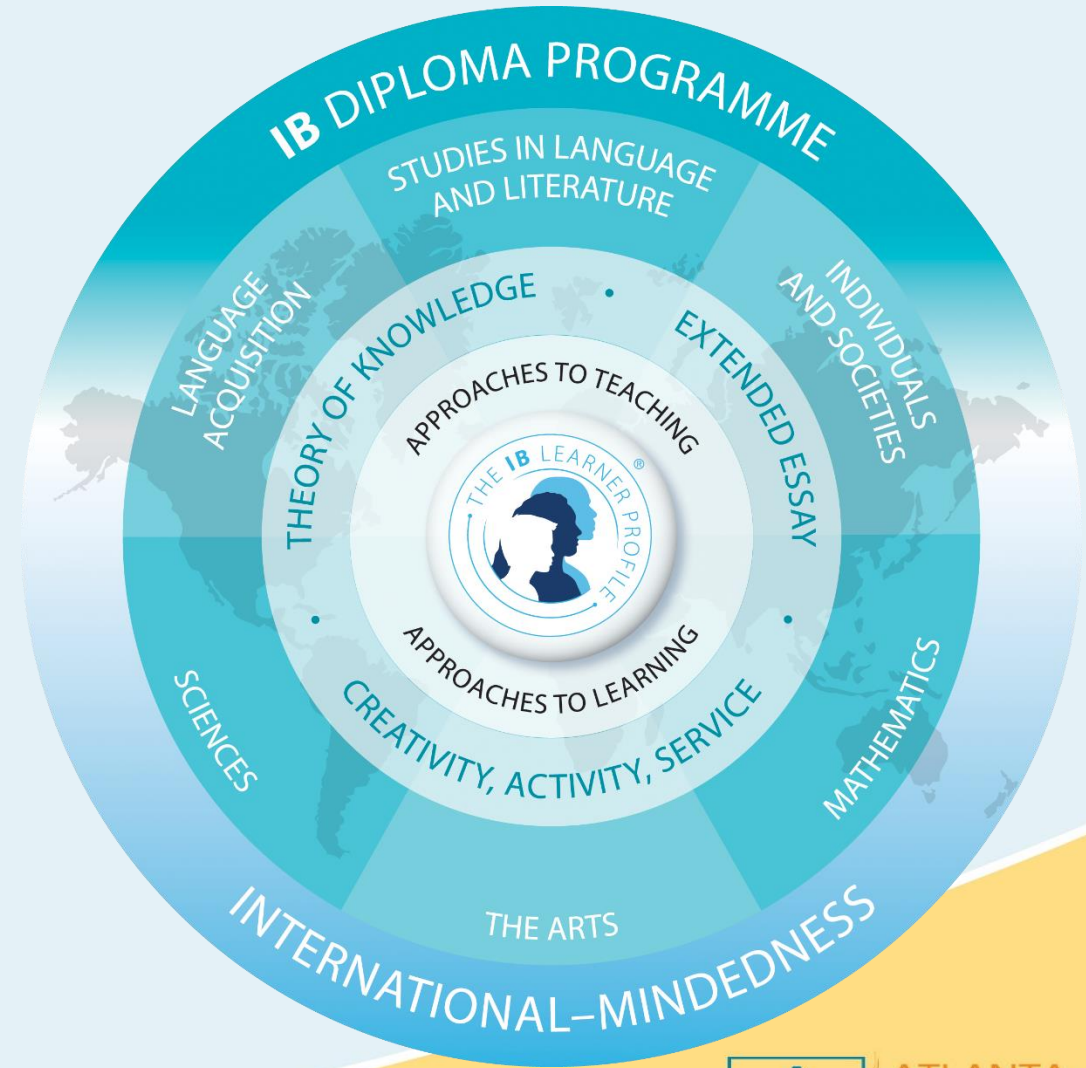 IB DIPLOMA PROGRAMME
STUDIES IN LANGUAGE
AND LITERATURE
LANGUAGE
ACQUISITION
INDIVIDUALS
AND SOCIETIES
THEORY OF KNOWLEDGE
•
EXTENDED ESSAY
APPROACHES TO TEACHING
• THE IB LEARNER PROFILE •
®
APPROACHES TO LEARNING
•
CREATIVITY, ACTIVITY, SERVICE
•
SCIENCES
MATHEMATICS
THE ARTS
INTERNATIONAL–MINDEDNESS
ATLANTA